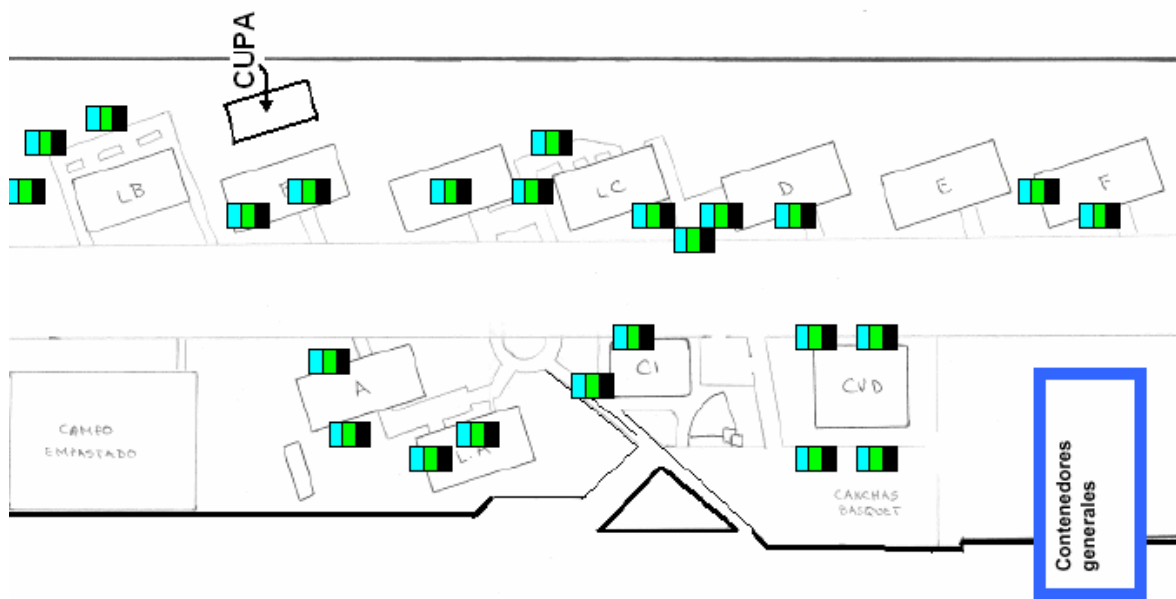 CUPA
LB
LC
D
E
F
A
CI
CVD
L.A
CAMPO
EMPASTADO
CANCHAS
BASQUET
Contenedores
generales